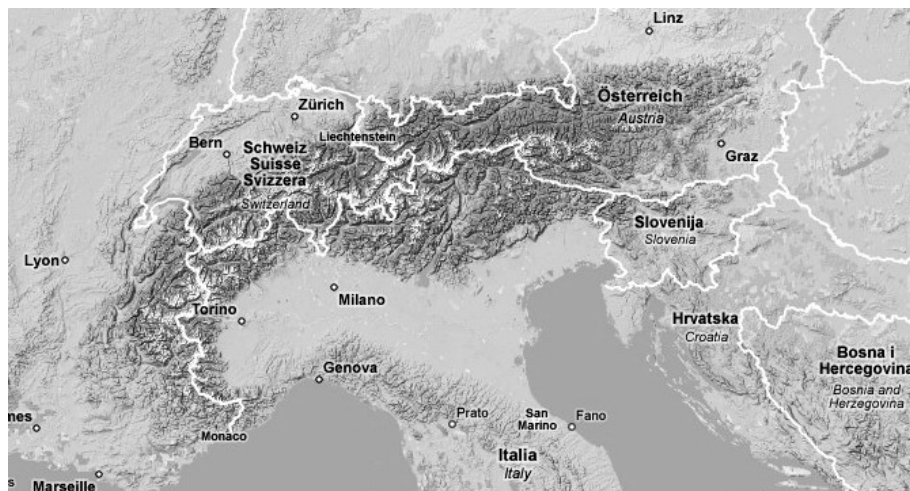 Linz
Österreich
Austria
Zürich
Liechtenstein
Bern
Schweiz
Suisse
Svizzera
Switzerland
Graz
Slovenija
Slovenia
Lyon
Milano
Torino
Hrvatska
Croatia
Bosna i
Hercegovina
Bosnia and
Herzegovina
Genova
Prato
San
Marino
Fano
mes
Monaco
Italia
Italy
s
Marseille